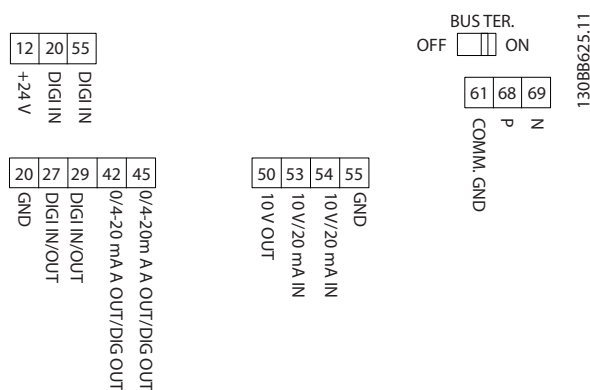 BUS TER.
OFF ON
12 20 55
+24 V
DIGI IN
DIGI IN
61 68 69
COMM. GND
P
N
20 27 29 42 45
GND
DIGI IN/OUT
DIGI IN/OUT
0/4-20 mA A OUT/DIG OUT
0/4-20m A A OUT/DIG OUT
50 53 54 55
10 V OUT
10 V/20 mA IN
10 V/20 mA IN
GND
130BB625.11